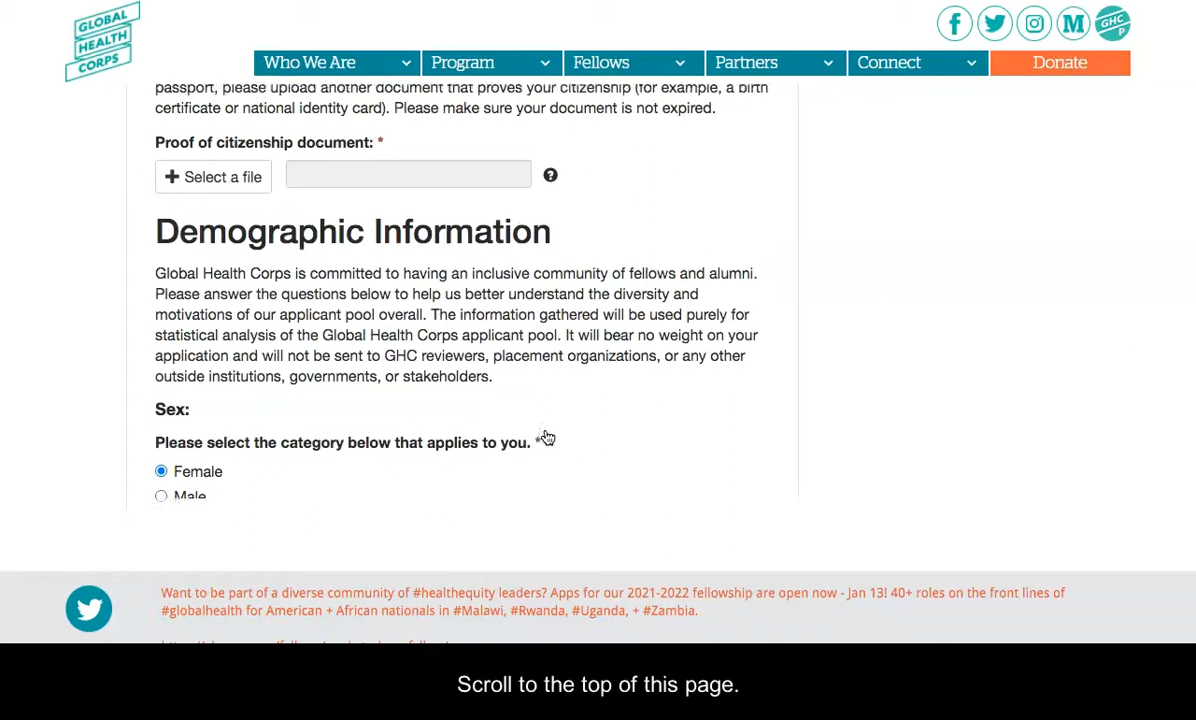 GLOBAL
HEALTH
CORPS
GHC
P
Who We Are
Program
Fellows
Partners
Connect
Donate
passport, please upload another document that proves your citizenship (for example, a birth
certificate or national identity card). Please make sure your document is not expired.
Proof of citizenship document: *
Select a file
Demographic Information
Global Health Corps is committed to having an inclusive community of fellows and alumni.
Please answer the questions below to help us better understand the diversity and
motivations of our applicant pool overall. The information gathered will be used purely for
statistical analysis of the Global Health Corps applicant pool. It will bear no weight on your
application and will not be sent to GHC reviewers, placement organizations, or any other
outside institutions, governments, or stakeholders.
Sex:
Please select the category below that applies to you. *
Female
Male
Want to be part of a diverse community of #healthequity leaders? Apps for our 2021-2022 fellowship are open now - Jan 13! 40+ roles on the front lines of
#globalhealth for American + African nationals in #Malawi, #Rwanda, #Uganda, + #Zambia.
Scroll to the top of this page.